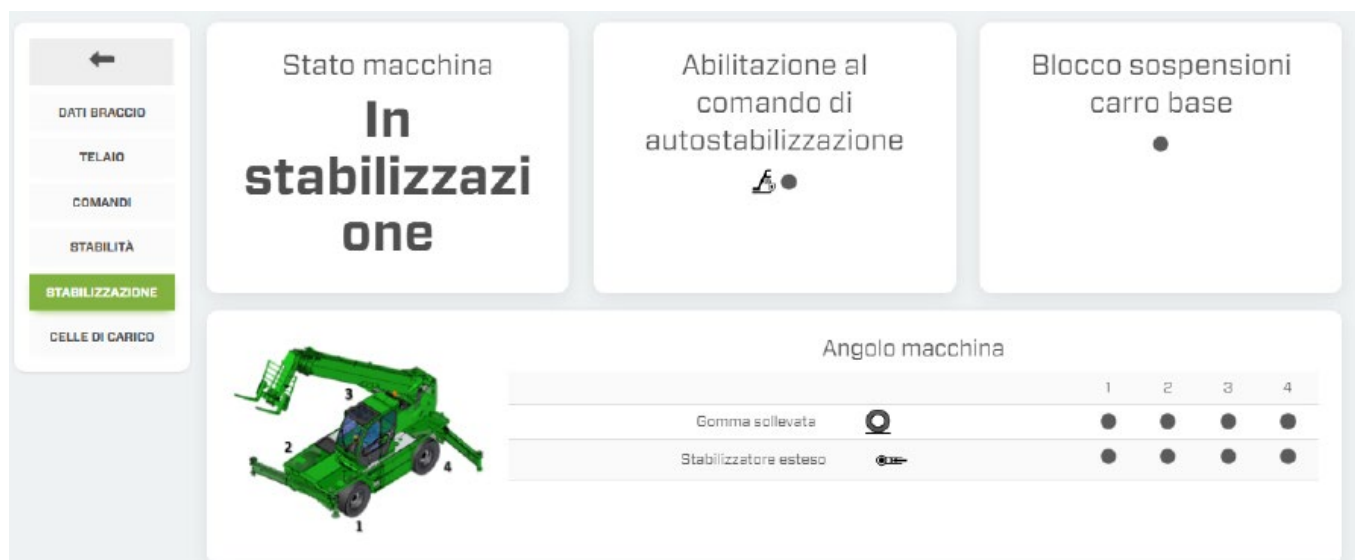 DATI BRACCIO
TELAIO
COMANDI
STABILITÀ
STABILIZZAZIONE
CELLE DI CARICO
Stato macchina
In
stabilizzazi
one
Abilitazione al
comando di
autostabilizzazione
Blocco sospensioni
carro base
3
2
4
1
Angolo macchina
1 2 3 4
Gomma sollevata
Stabilizzatore esteso